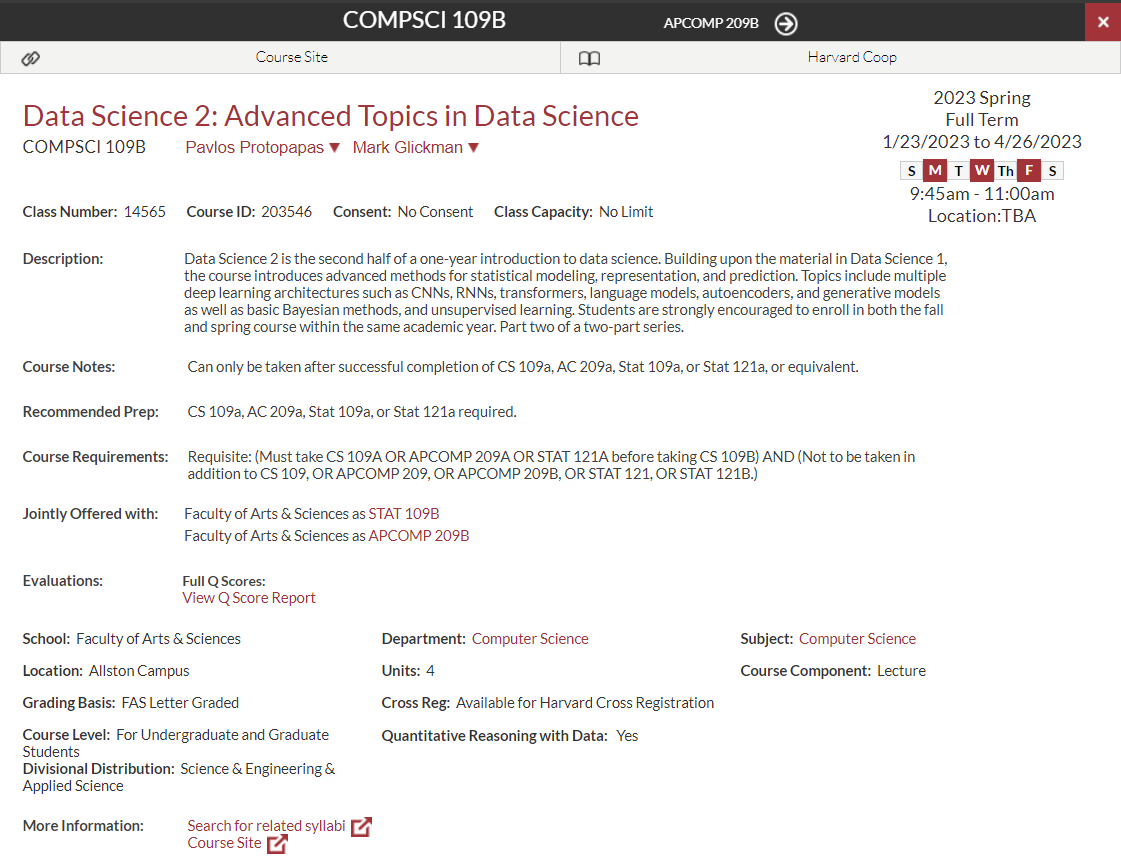 COMPSCI 109B
APCOMP 209B
Course Site
Harvard Coop
Data Science 2: Advanced Topics in Data Science
COMPSCI 109B Pavlos Protopapas ▼ Mark Glickman ▼
2023 Spring
Full Term
1/23/2023 to 4/26/2023
S M T W Th F S
9:45am - 11:00am
Location:TBA
Class Number: 14565 Course ID: 203546 Consent: No Consent Class Capacity: No Limit
Description: Data Science 2 is the second half of a one-year introduction to data science. Building upon the material in Data Science 1,
the course introduces advanced methods for statistical modeling, representation, and prediction. Topics include multiple
deep learning architectures such as CNNs, RNNs, transformers, language models, autoencoders, and generative models
as well as basic Bayesian methods, and unsupervised learning. Students are strongly encouraged to enroll in both the fall
and spring course within the same academic year. Part two of a two-part series.
Course Notes: Can only be taken after successful completion of CS 109a, AC 209a, Stat 109a, or Stat 121a, or equivalent.
Recommended Prep: CS 109a, AC 209a, Stat 109a, or Stat 121a required.
Course Requirements: Requisite: (Must take CS 109A OR APCOMP 209A OR STAT 121A before taking CS 109B) AND (Not to be taken in
addition to CS 109, OR APCOMP 209, OR APCOMP 209B, OR STAT 121, OR STAT 121B.)
Jointly Offered with: Faculty of Arts & Sciences as STAT 109B
Faculty of Arts & Sciences as APCOMP 209B
Evaluations: Full Q Scores:
View Q Score Report
School: Faculty of Arts & Sciences Department: Computer Science Subject: Computer Science
Location: Allston Campus Units: 4 Course Component: Lecture
Grading Basis: FAS Letter Graded Cross Reg: Available for Harvard Cross Registration
Course Level: For Undergraduate and Graduate
Students
Quantitative Reasoning with Data: Yes
Divisional Distribution: Science & Engineering &
Applied Science
More Information: Search for related syllabi
Course Site